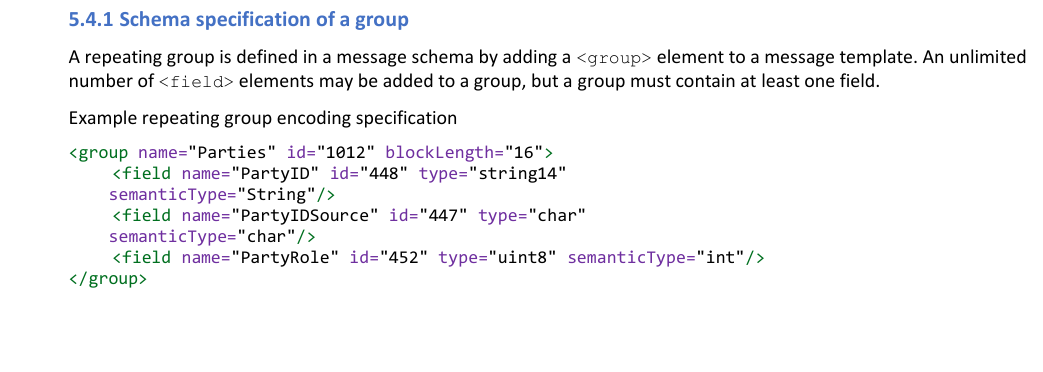 5.4.1 Schema specification of a group
A repeating group is defined in a message schema by adding a <group> element to a message template. An unlimited
number of <field> elements may be added to a group, but a group must contain at least one field.
Example repeating group encoding specification
<group name="Parties" id="1012" blockLength="16">
<field name="PartyID" id="448" type="string14"
semanticType="String"/>
<field name="PartyIDSource" id="447" type="char"
semanticType="char"/>
<field name="PartyRole" id="452" type="uint8" semanticType="int"/>
</group>